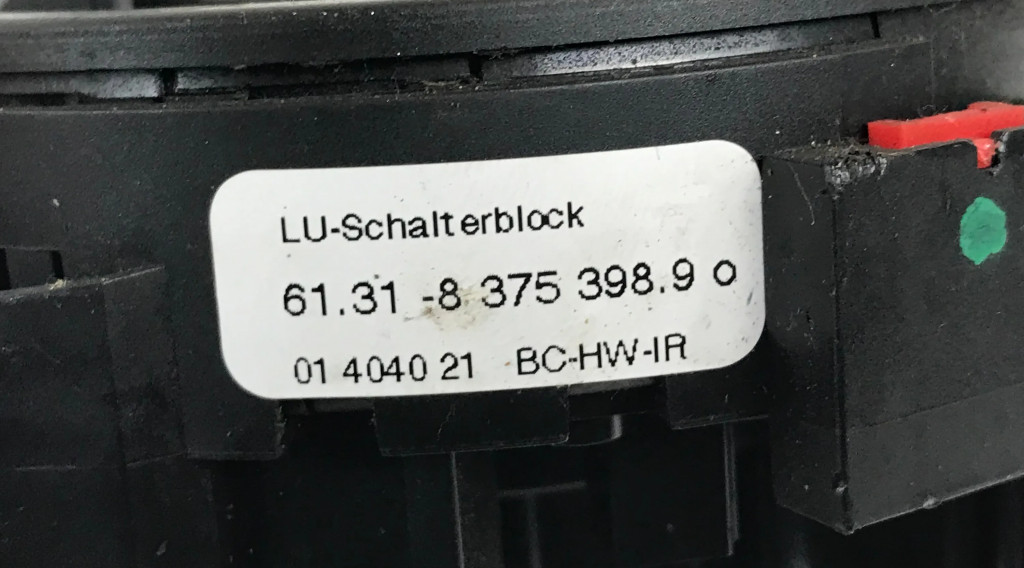 LU-Schalterblock
61.31 -8 375 398.9 o
01 4040 21 BC-HW-IR